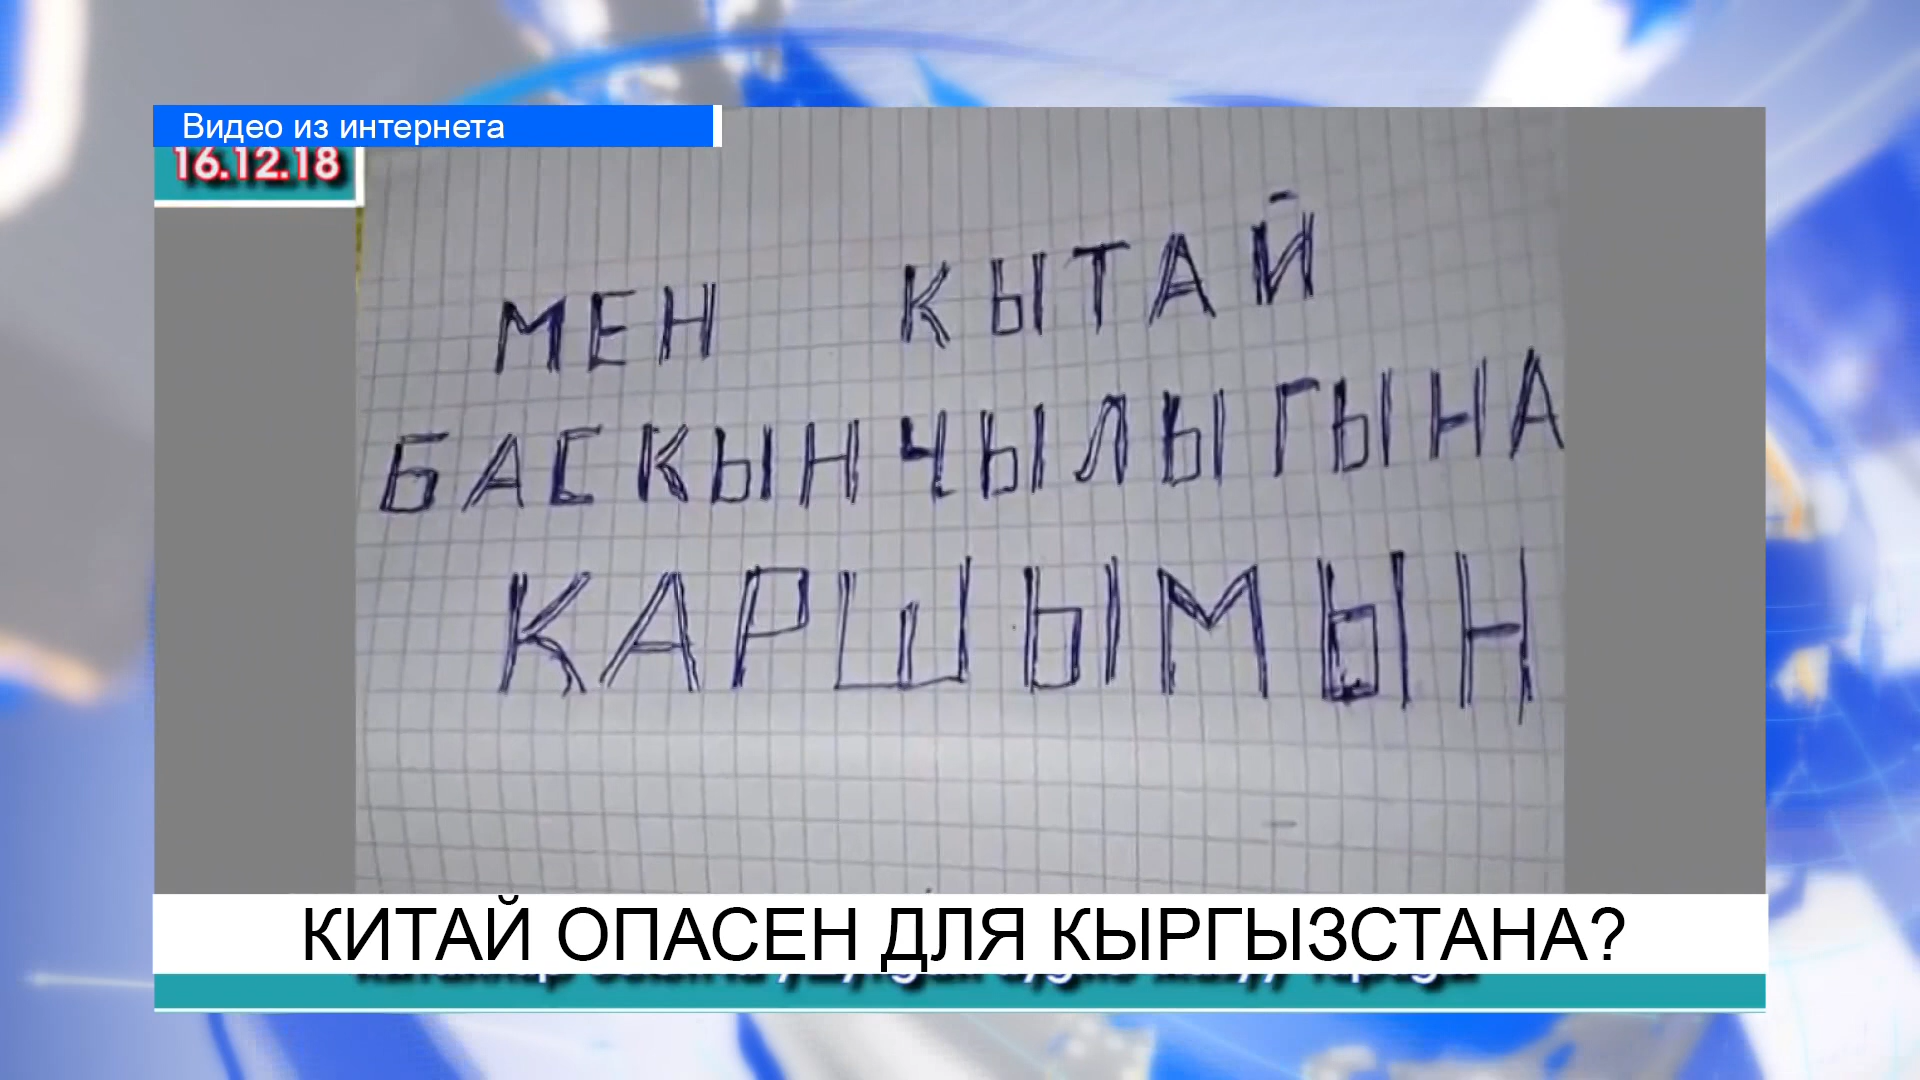 Видео из интернета
16.12.18
МЕН КЫТАЙ
БАСКЫНЧЫЛЫГЫНА
КАРШЫМЫН
КИТАЙ ОПАСЕН ДЛЯ КЫРГЫЗСТАНА?